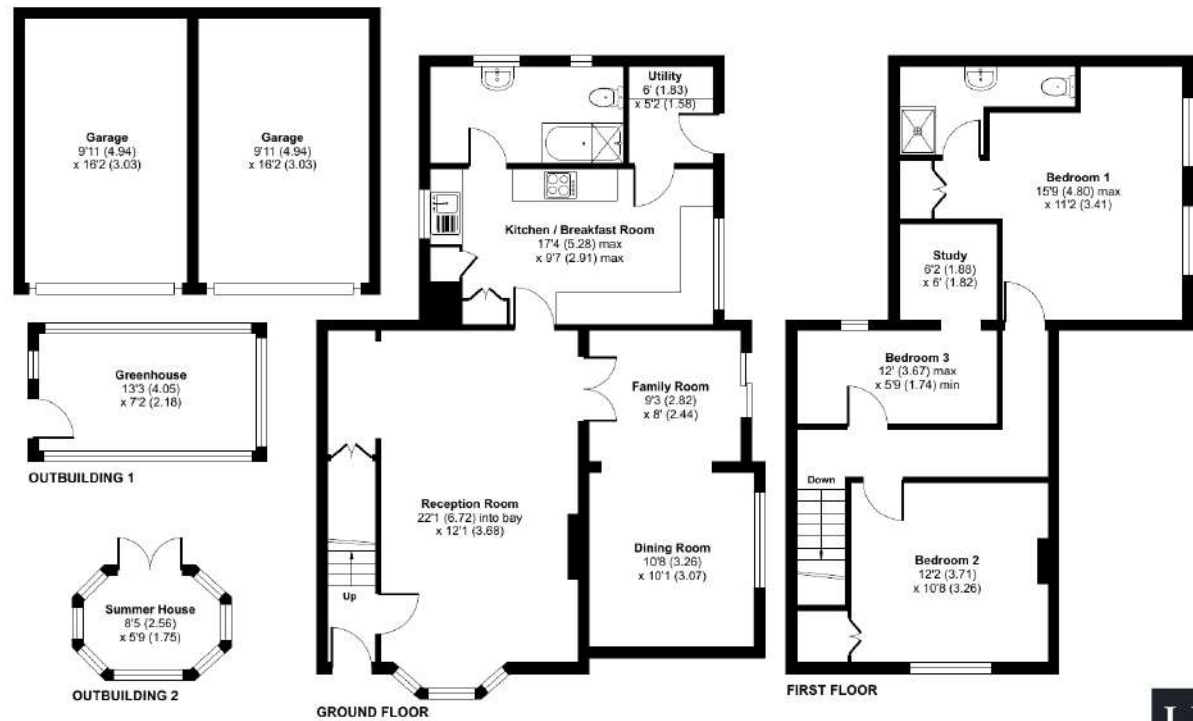 Garage
9'11 (4.94)
x 16'2 (3.03)
Garage
9'11 (4.94)
x 16'2 (3.03)
Greenhouse
13'3 (4.05)
x 7'2 (2.18)
OUTBUILDING 1
Summer House
8'5 (2.56)
x 5'9 (1.75)
OUTBUILDING 2
Utility
6' (1.83)
x 5'2 (1.58)
Kitchen / Breakfast Room
17'4 (5.28) max
x 9'7 (2.91) max
Family Room
9'3 (2.82)
x 8' (2.44)
Reception Room
22'1 (6.72) into bay
x 12'1 (3.68)
Dining Room
10'8 (3.26)
x 10'1 (3.07)
Up
GROUND FLOOR
Bedroom 1
15'9 (4.80) max
x 11'2 (3.41)
Study
6'2 (1.88)
x 6' (1.82)
Bedroom 3
12' (3.67) max
x 5'9 (1.74) min
Down
Bedroom 2
12'2 (3.71)
x 10'8 (3.26)
FIRST FLOOR